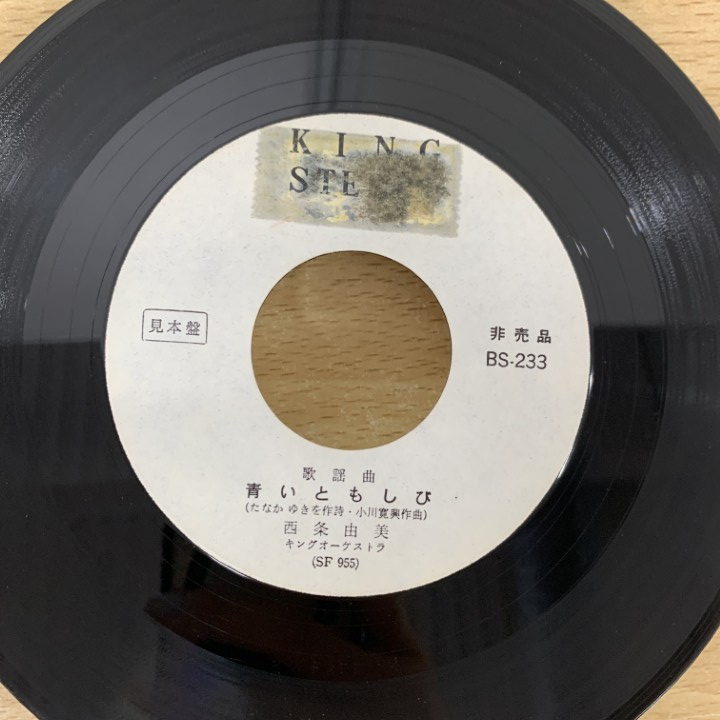 KING
STE
見本盤
非売品
BS-233
歌謡曲
青いともしび
(たなか ゆきを作詩・小川寛興作曲)
西条由美
キングオーケストラ
(SF 955)